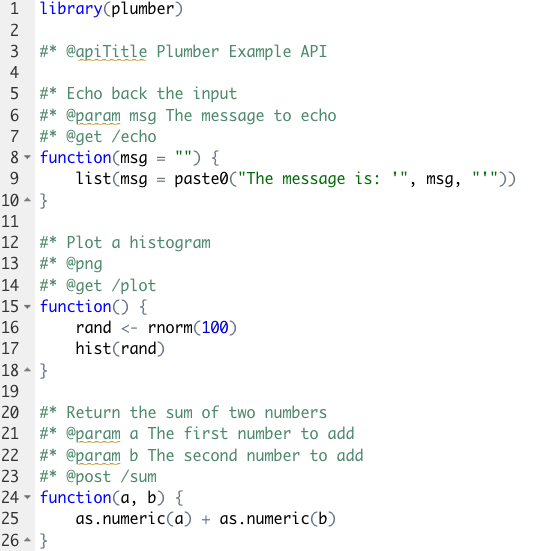 1 library(plumber)
2
3 #* @apiTitle Plumber Example API
4
5 #* Echo back the input
6 #* @param msg The message to echo
7 #* @get /echo
8 function(msg = "") {
9     list(msg = paste0("The message is: '", msg, "'"))
10 }
11
12 #* Plot a histogram
13 #* @png
14 #* @get /plot
15 function() {
16     rand <- rnorm(100)
17     hist(rand)
18 }
19
20 #* Return the sum of two numbers
21 #* @param a The first number to add
22 #* @param b The second number to add
23 #* @post /sum
24 function(a, b) {
25     as.numeric(a) + as.numeric(b)
26 }